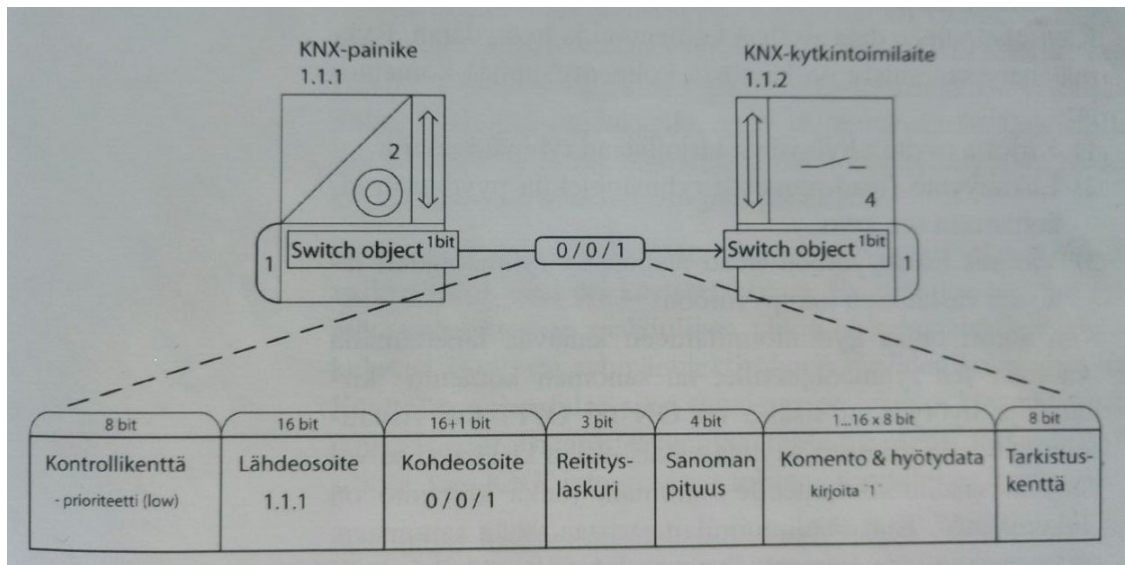 KNX-painike
1.1.1
KNX-kytkintoimilaite
1.1.2
2
4
1
Switch object 1bit
0/0/1
Switch object 1bit
1
8 bit
16 bit
16+1 bit
3 bit
4 bit
1...16 x 8 bit
8 bit
Kontrollikenttä
- prioriteetti (low)
Lähdeosoite
1.1.1
Kohdeosoite
0/0/1
Reititys-
laskuri
Sanoman
pituus
Komento & hyötydata
kirjoita ´1´
Tarkistus-
kenttä